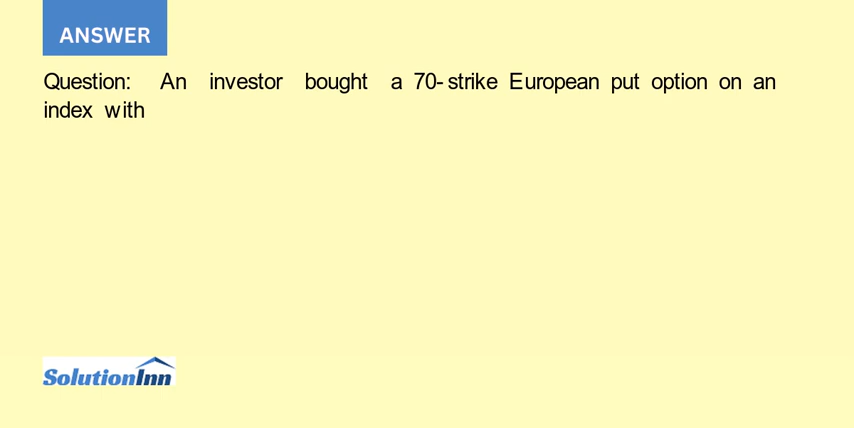 ANSWER
Question: An investor bought a 70- strike European put option on an
index with
SolutionInn